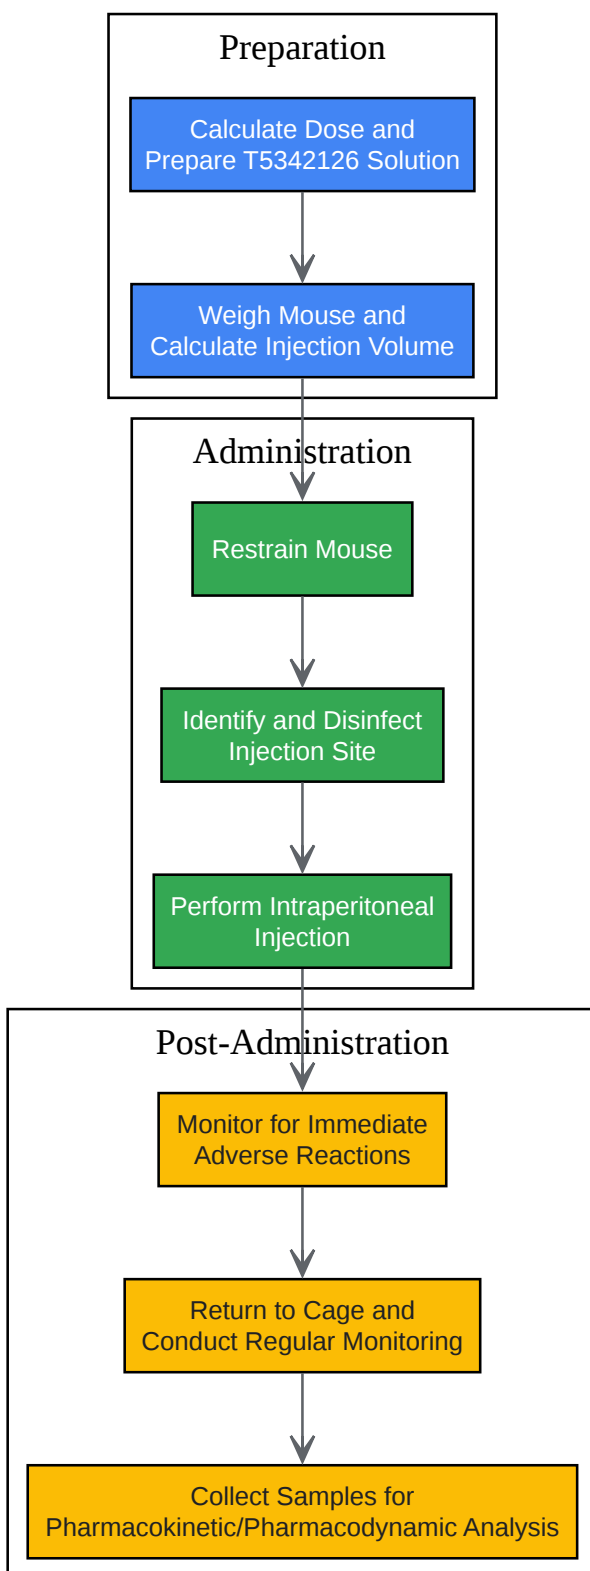 Preparation
Calculate Dose and
Prepare T5342126 Solution
Weigh Mouse and
Calculate Injection Volume
Administration
Restrain Mouse
Identify and Disinfect
Injection Site
Perform Intraperitoneal
Injection
Post-Administration
Monitor for Immediate
Adverse Reactions
Return to Cage and
Conduct Regular Monitoring
Collect Samples for
Pharmacokinetic/Pharmacodynamic Analysis